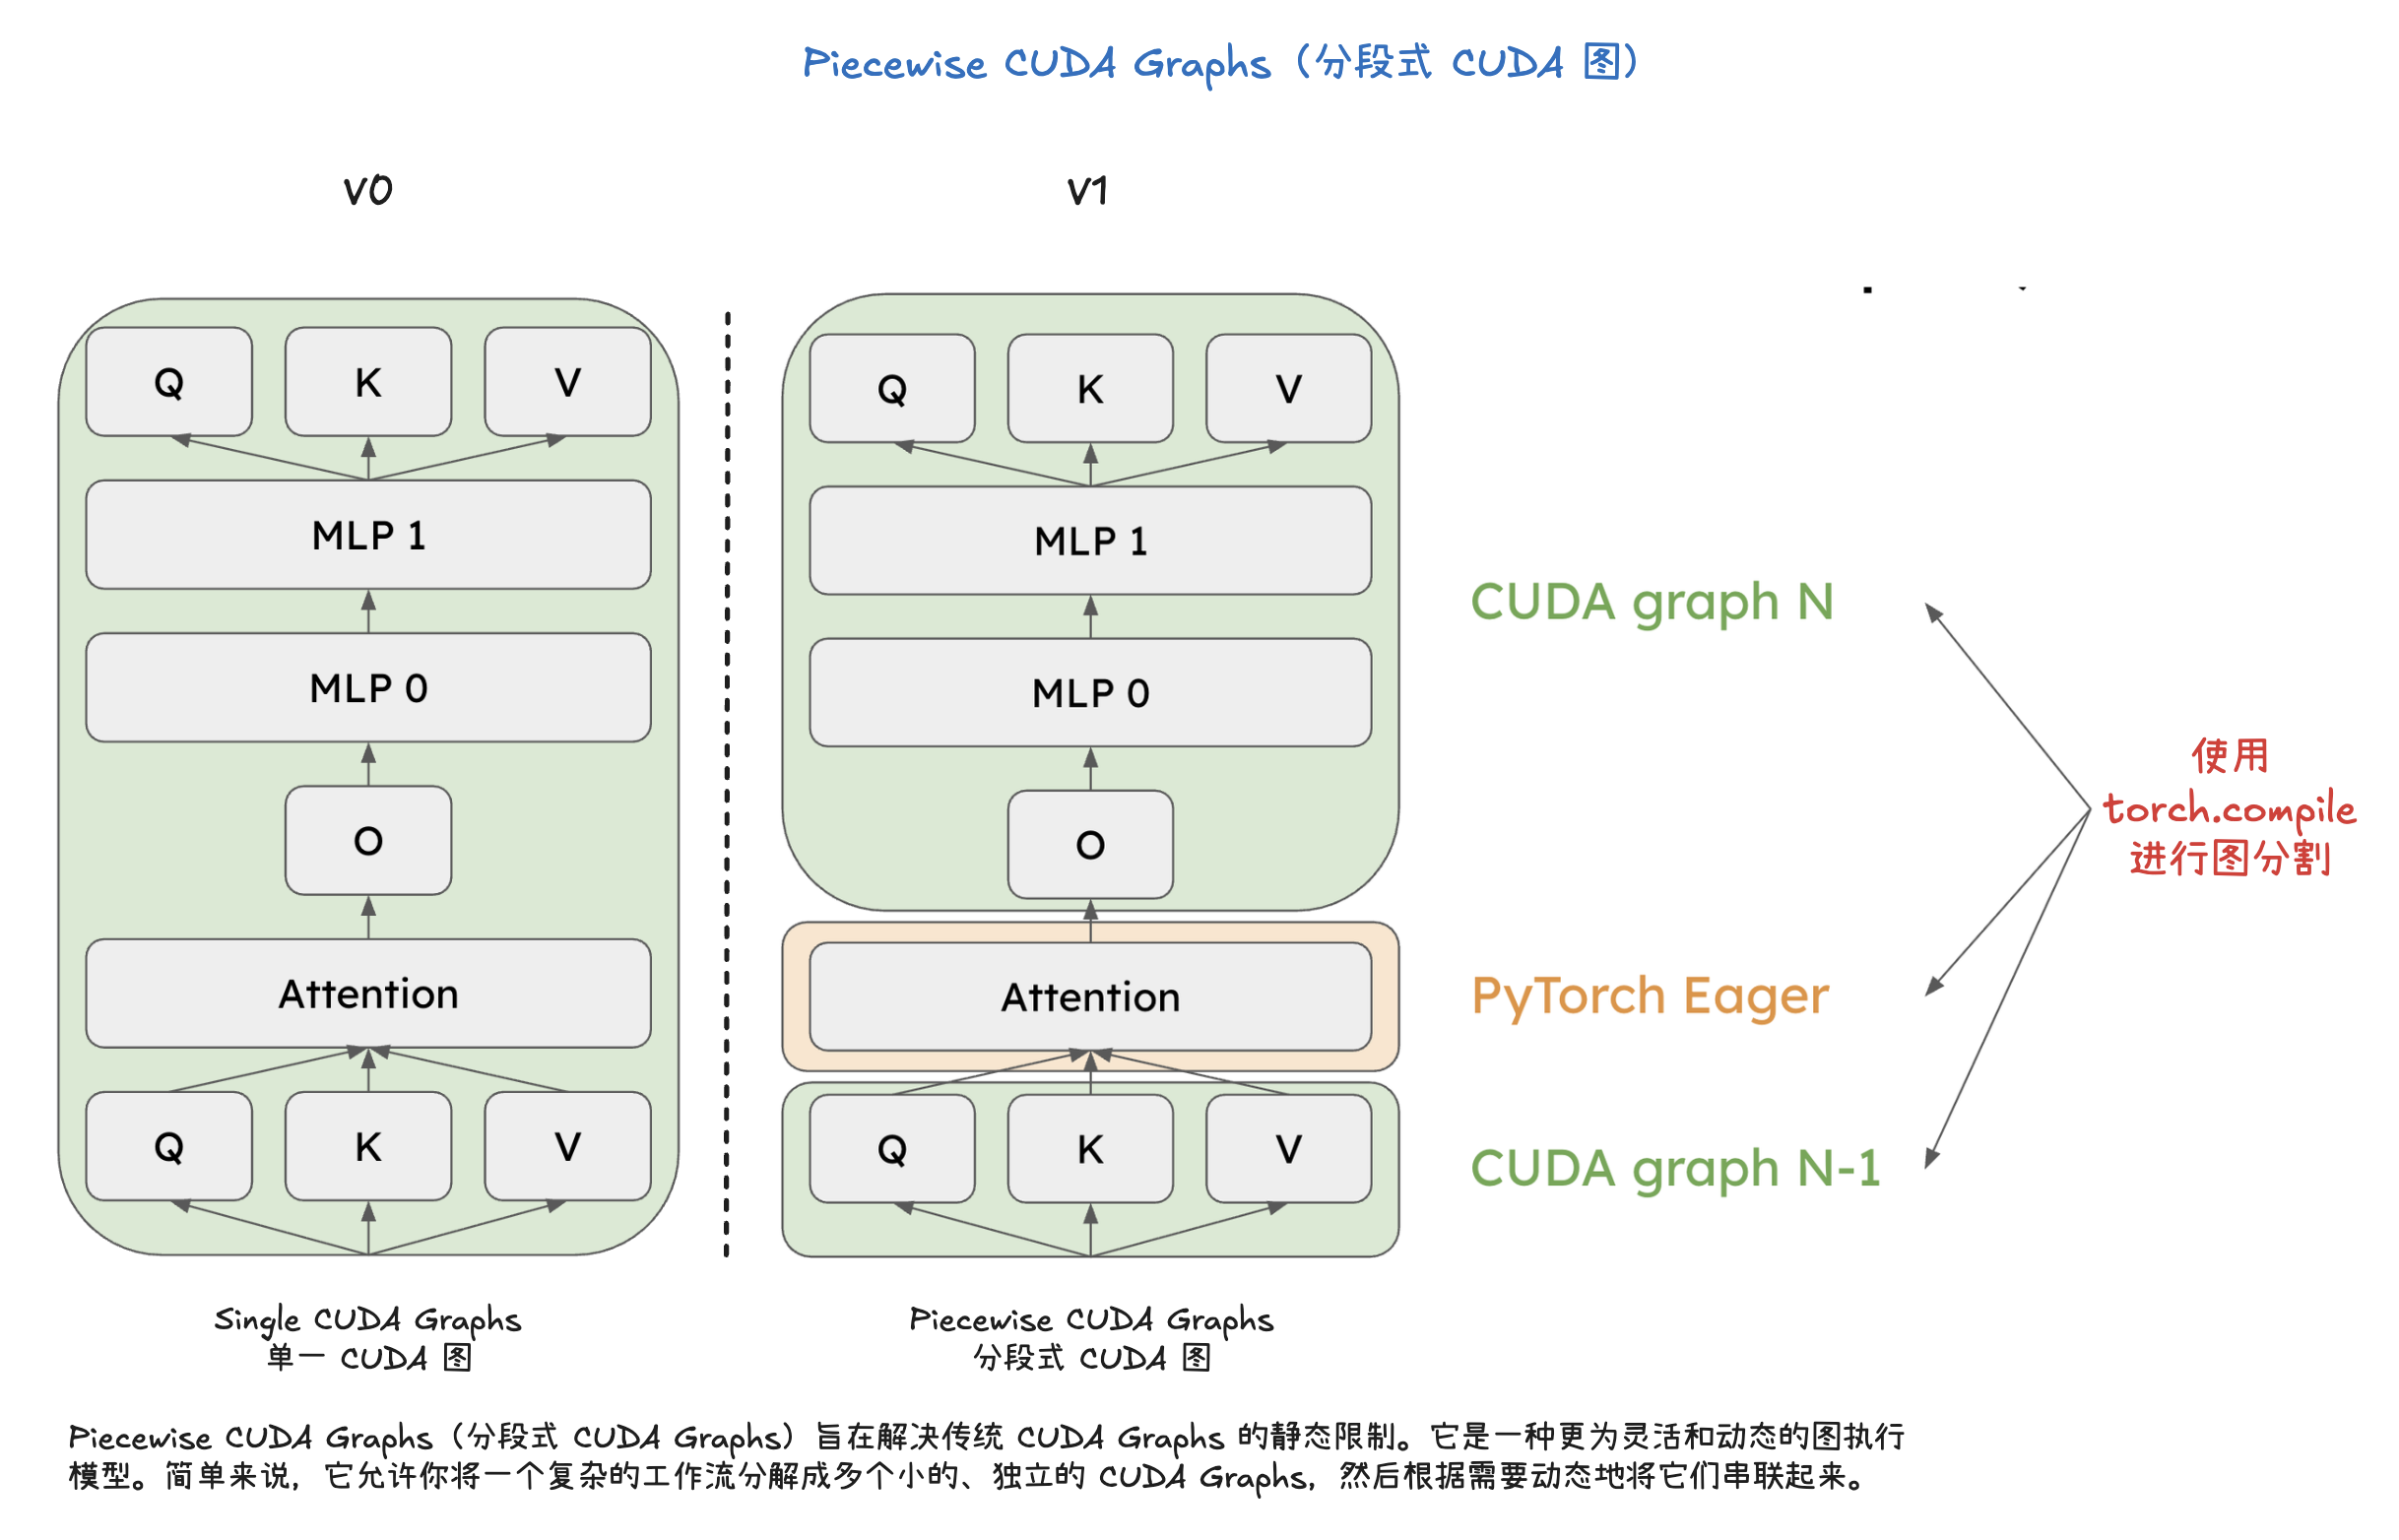 Piecewise CUDA Graphs（分段式 CUDA 图）
V0
V1
Q K V
MLP 1
MLP 0
O
Attention
Q K V
Single CUDA Graphs
单一 CUDA 图
Q K V
MLP 1
MLP 0
O
Attention
Q K V
Piecewise CUDA Graphs
分段式 CUDA 图
CUDA graph N
PyTorch Eager
CUDA graph N-1
使用
torch.compile
进行图分割
Piecewise CUDA Graphs（分段式 CUDA Graphs）旨在解决传统 CUDA Graphs 的静态限制。它是一种更为灵活和动态的图执行
模型。简单来说，它允许你将一个复杂的工作流分解成多个小的、独立的 CUDA Graphs，然后根据需要动态地将它们串联起来。